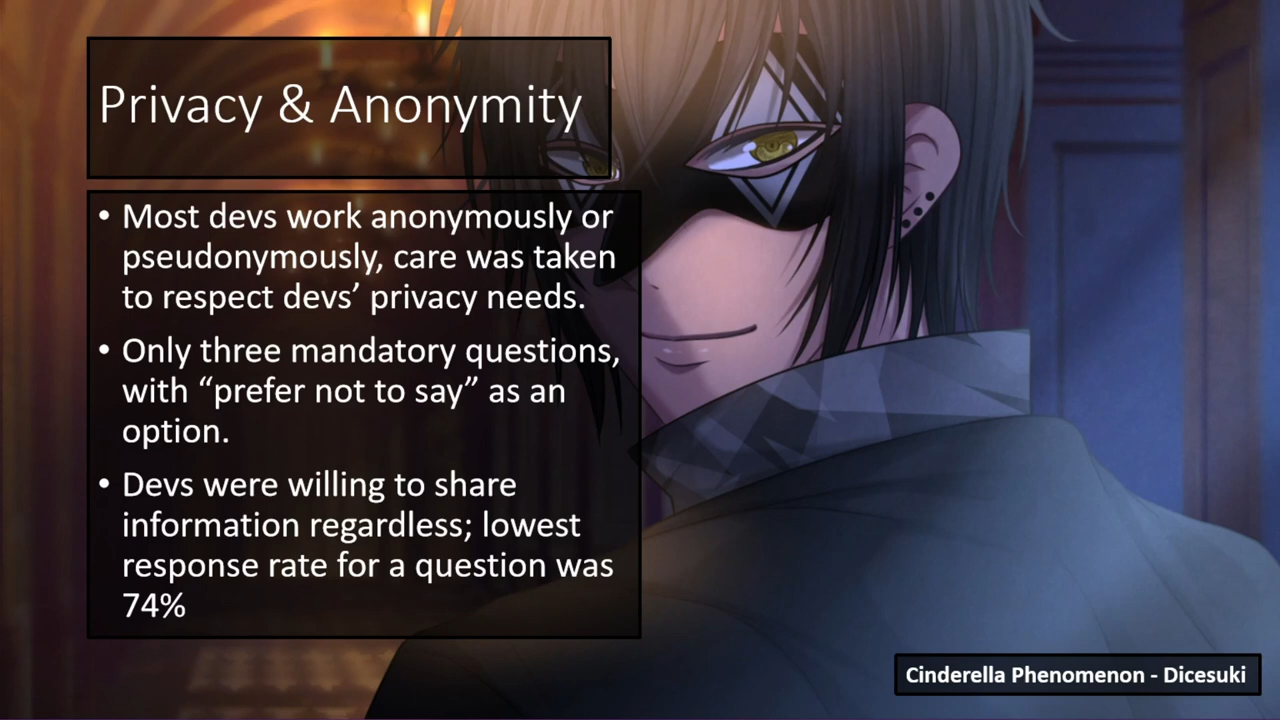 Privacy & Anonymity
• Most devs work anonymously or
pseudonymously, care was taken
to respect devs’ privacy needs.
• Only three mandatory questions,
with “prefer not to say” as an
option.
• Devs were willing to share
information regardless; lowest
response rate for a question was
74%
Cinderella Phenomenon - Dicesuki